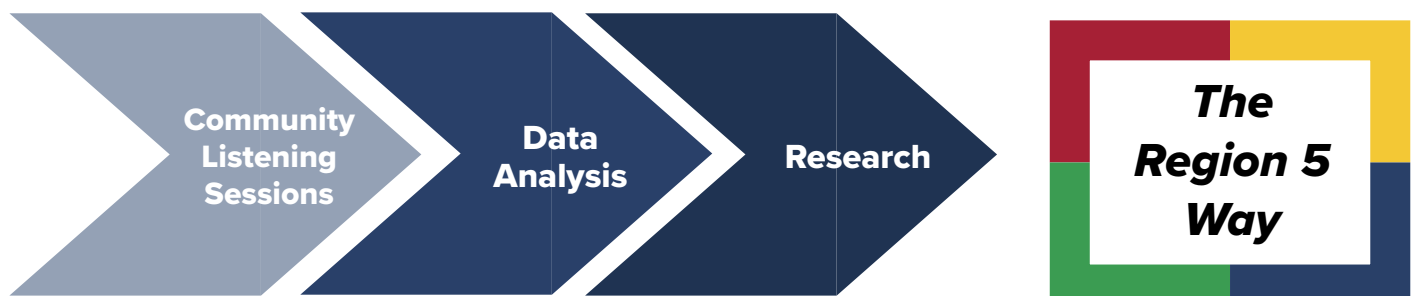 Community
Listening
Sessions
Data
Analysis
Research
The
Region 5
Way